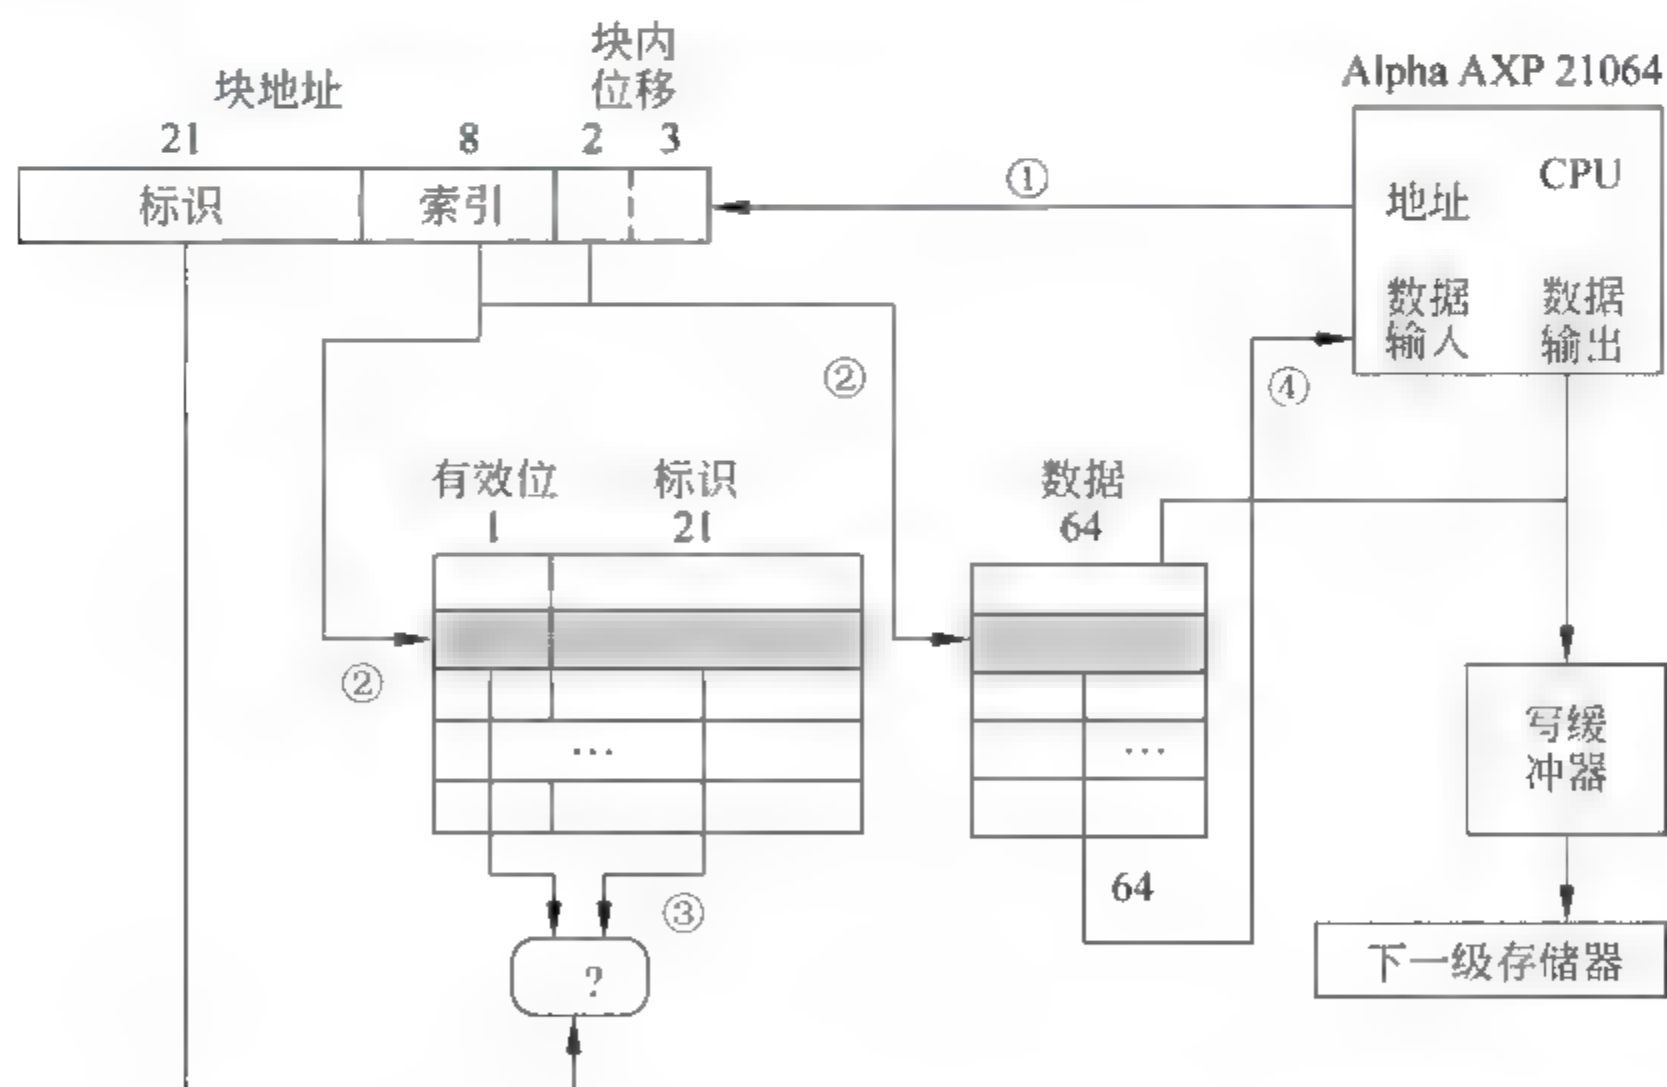 块内
位移
块地址
21 8 2 3
标识 索引
①
Alpha AXP 21064
CPU
地址
数据
输入
数据
输出
②
④
有效位 标识
1 21
数据
64
②
...
...
③
64
?
写缓
冲器
下一级存储器